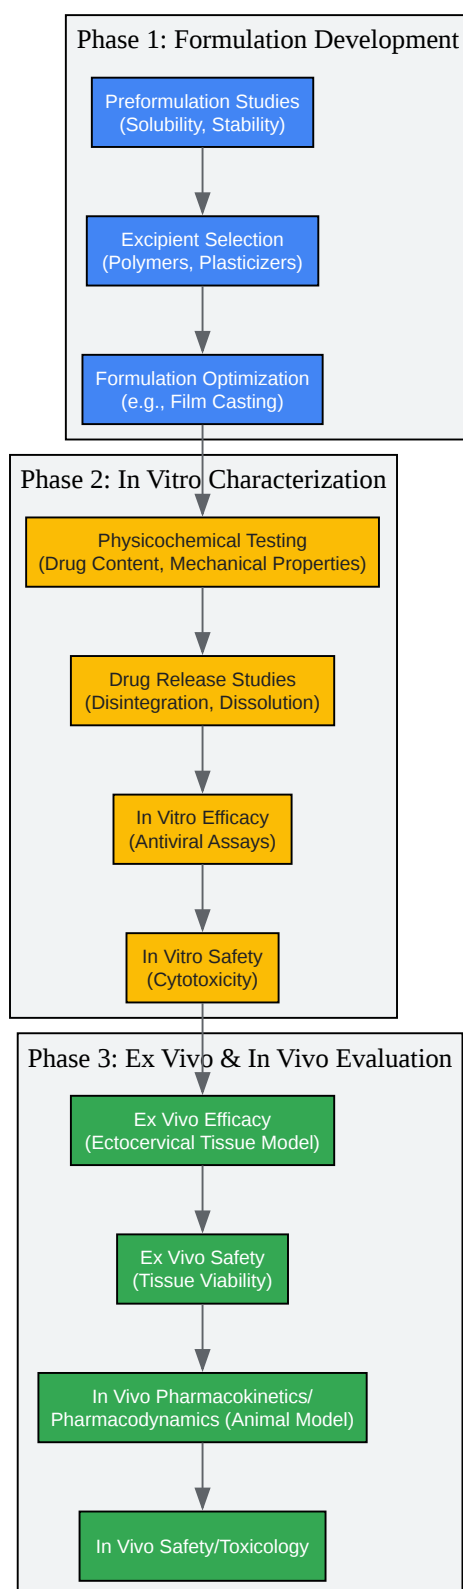 Phase 1: Formulation Development
Preformulation Studies
(Solubility, Stability)
Excipient Selection
(Polymers, Plasticizers)
Formulation Optimization
(e.g., Film Casting)
Phase 2: In Vitro Characterization
Physicochemical Testing
(Drug Content, Mechanical Properties)
Drug Release Studies
(Disintegration, Dissolution)
In Vitro Efficacy
(Antiviral Assays)
In Vitro Safety
(Cytotoxicity)
Phase 3: Ex Vivo & In Vivo Evaluation
Ex Vivo Efficacy
(Ectocervical Tissue Model)
Ex Vivo Safety
(Tissue Viability)
In Vivo Pharmacokinetics/
Pharmacodynamics (Animal Model)
In Vivo Safety/Toxicology